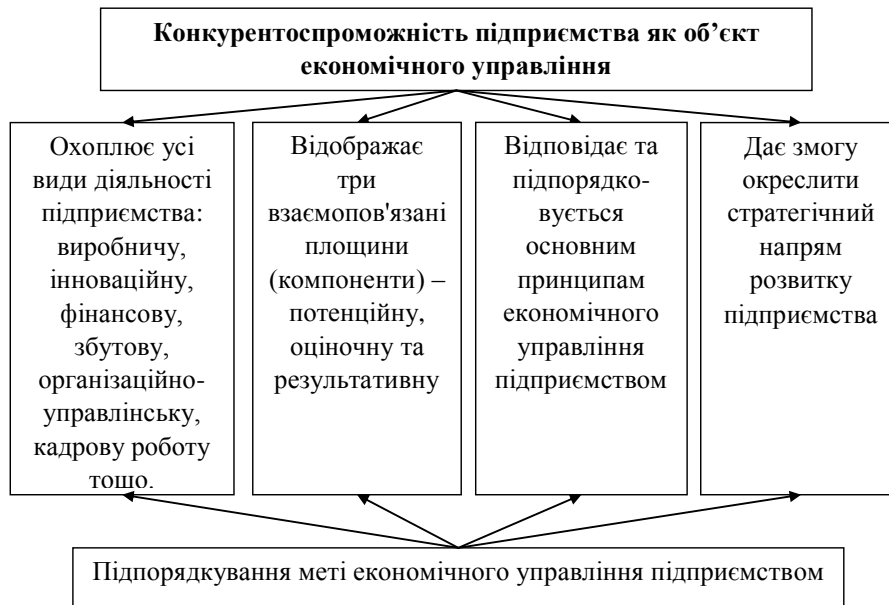 Конкурентоспроможність підприємства як об’єкт
економічного управління
Охоплює усі
види діяльності
підприємства:
виробничу,
інноваційну,
фінансову,
збутову,
організаційно-
управлінську,
кадрову роботу
тошо.
Відображає
три
взаємопов'язані
площини
(компоненти) –
потенційну,
оціночну та
результативну
Відповідає та
підпорядко-
вується
основним
принципам
економічного
управління
підприємством
Дає змогу
окреслити
стратегічний
напрям
розвитку
підприємства
Підпорядкування меті економічного управління підприємством